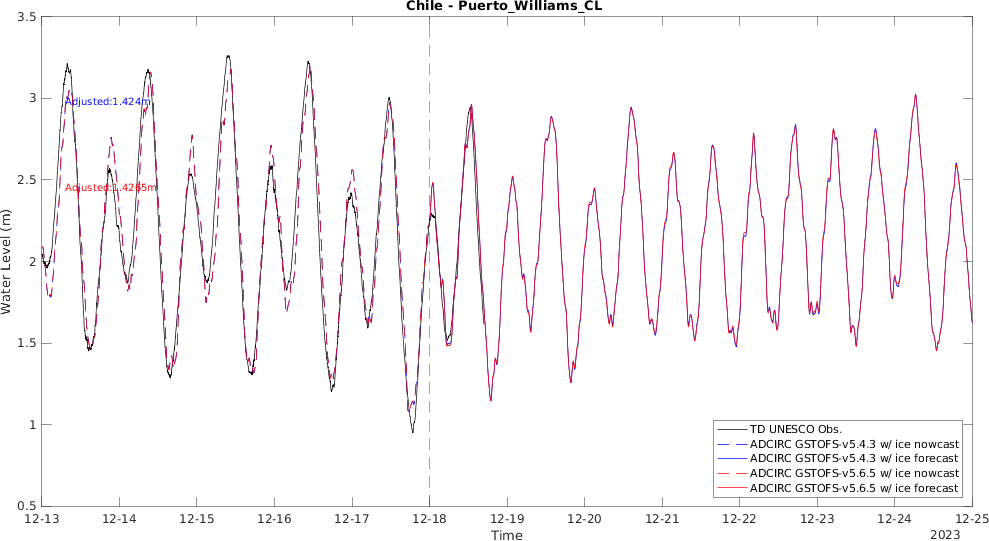 Chile - Puerto_Williams_CL
3.5
3
2.5
2
1.5
1
0.5
Water Level (m)
Adjusted:1.424m
Adjusted:1.4265m
TD UNESCO Obs.
ADCIRC GSTOFS-v5.4.3 w/ ice nowcast
ADCIRC GSTOFS-v5.4.3 w/ ice forecast
ADCIRC GSTOFS-v5.6.5 w/ ice nowcast
ADCIRC GSTOFS-v5.6.5 w/ ice forecast
12-13 12-14 12-15 12-16 12-17 12-18 12-19 12-20 12-21 12-22 12-23 12-24 12-25
Time
2023